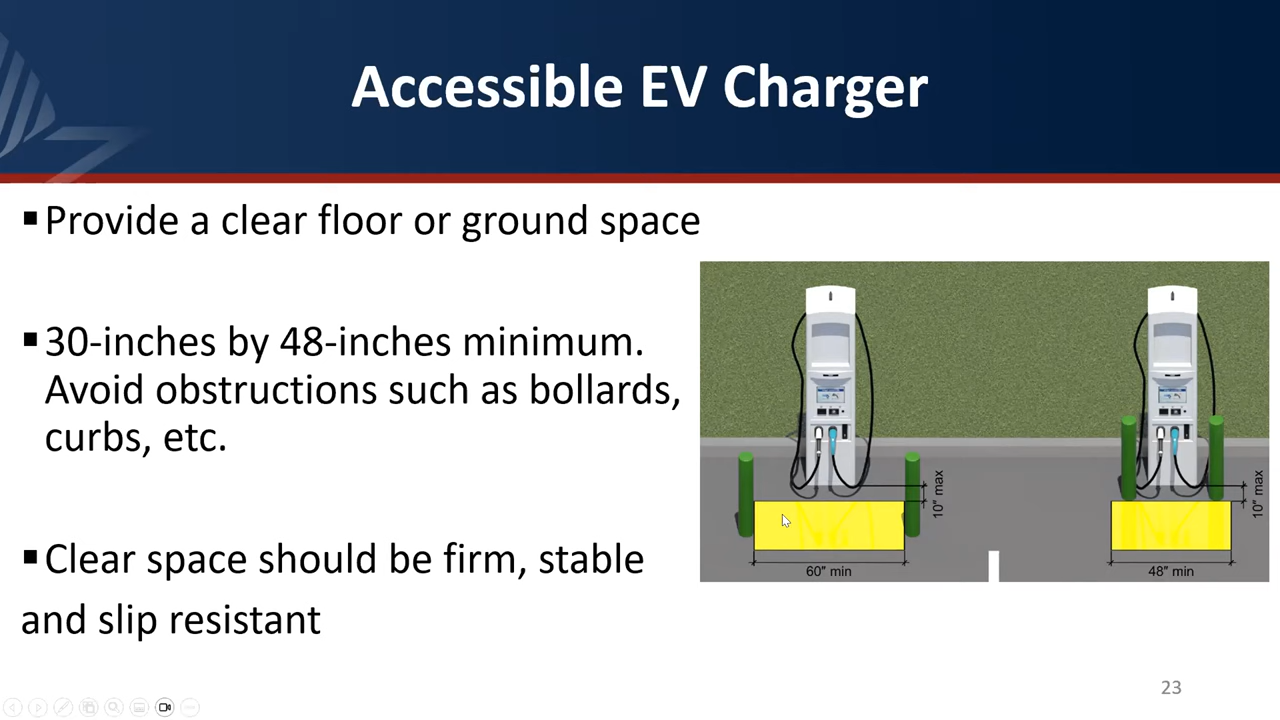 Accessible EV Charger
▪Provide a clear floor or ground space
▪30-inches by 48-inches minimum.
Avoid obstructions such as bollards,
curbs, etc.
▪Clear space should be firm, stable
and slip resistant
10" max
60" min
10" max
48" min
23